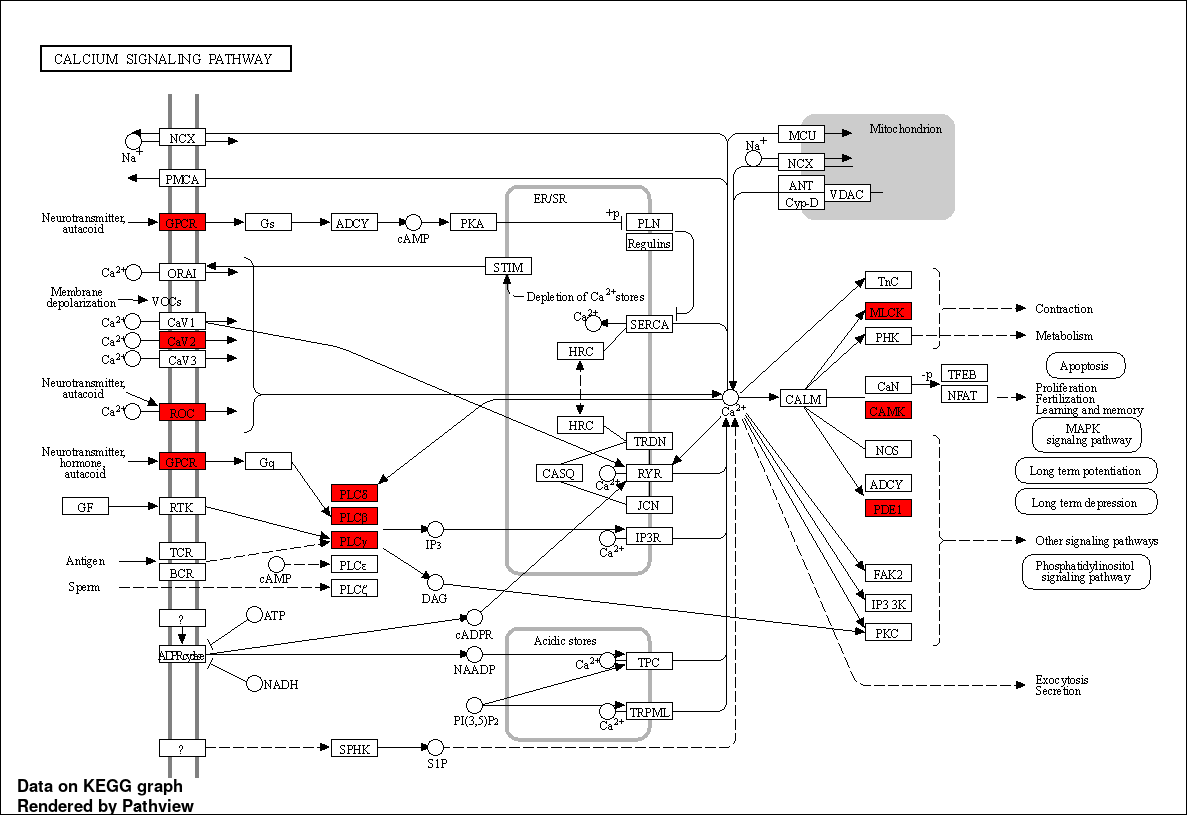 CALCIUM SIGNALING PATHWAY
NCX
Na+
PMCA
MCU
Mitochondrion
Na+
NCX
ANT
Cyp-D
VDAC
Neurotransmitter,
autacoid
GPCR
Gs
ADCY
cAMP
PKA
ER/SR
+p
PLN
Regulins
Ca2+
ORAI
STIM
Membrane
depolarization
VOCs
Depletion of Ca2+stores
Ca2+
CaV1
Ca2+
CaV2
Ca2+
CaV3
Ca2+
SERCA
HRC
TnC
MLCK
PHK
Contraction
Metabolism
Apoptosis
Neurotransmitter,
autacoid
Ca2+
ROC
Ca2+
CALM
CaN
CAMK
-p
TFEB
NFAT
Proliferation
Fertilization
Learning and memory
MAPK
signalng pathway
HRC
TRDN
CASQ
Ca2+
RYR
JCN
IP3R
Ca2+
Neurotransmitter,
hormone,
autacoid
GPCR
Gq
NOS
ADCY
PDE1
Long term potentiation
Long term depression
GF
RTK
PLCδ
PLCβ
PLCγ
PLCε
PLCζ
IP3
Antigen
TCR
BCR
cAMP
Sperm
DAG
Other signaling pathways
Phosphatidylinositol
signaling pathway
FAK2
IP3 3K
PKC
?
ATP
cADPR
NADH
NAADP
Acidic stores
Ca2+
TPC
PI(3,5)P2
Ca2+
TRPML
Exocytosis
Secretion
?
SPHK
S1P
Data on KEGG graph
Rendered by Pathview